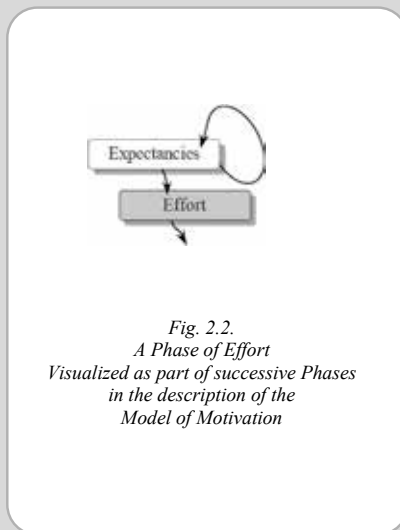 Expectancies
Effort
Fig. 2.2.
A Phase of Effort
Visualized as part of successive Phases
in the description of the
Model of Motivation